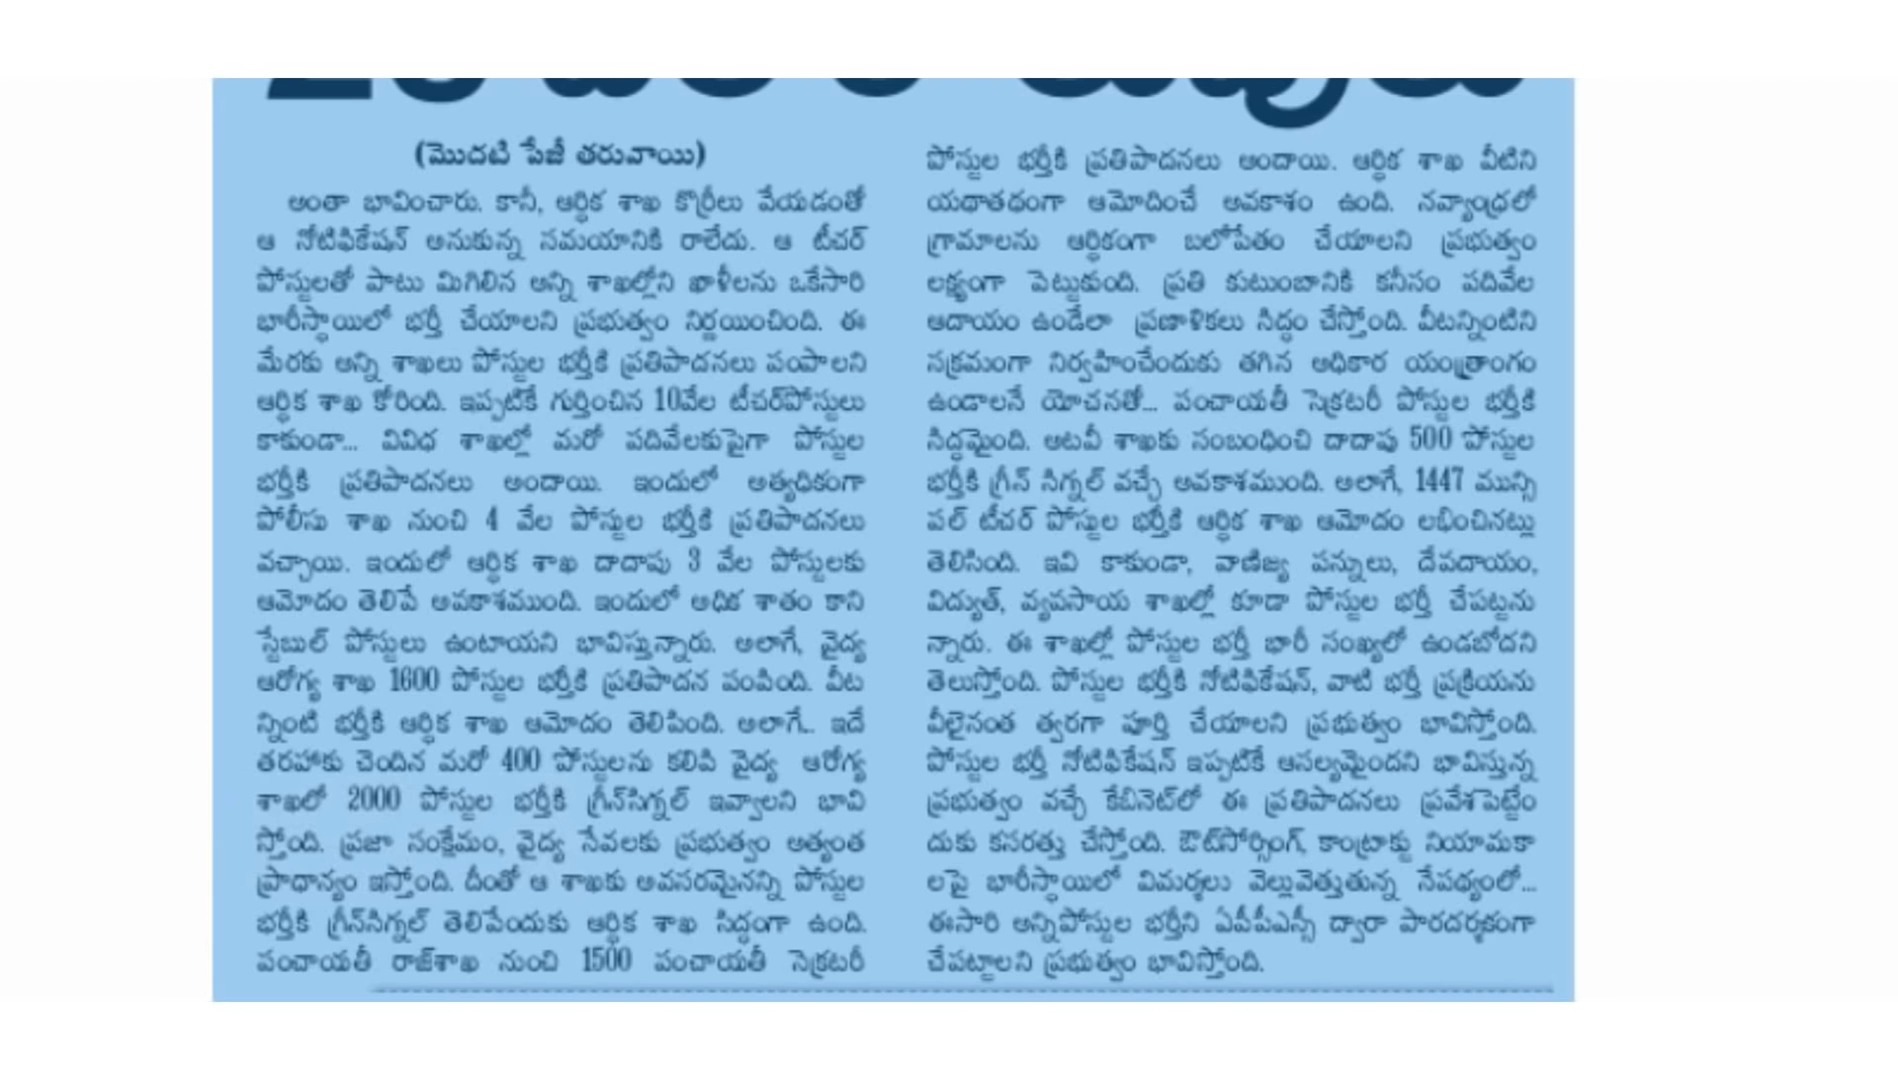 (మొదటి పేజీ తరువాయి)
అంతా భావించారు. కానీ, ఆర్థిక శాఖ కొర్రీలు వేయడంతో
ఆ నోటిఫికేషన్ అనుకున్న సమయానికి రాలేదు. ఆ టీచర్
పోస్టులతో పాటు మిగిలిన అన్ని శాఖల్లోని ఖాళీలను ఒకేసారి
భారీస్థాయిలో భర్తీ చేయాలని ప్రభుత్వం నిర్ణయించింది. ఈ
మేరకు అన్ని శాఖలు పోస్టుల భర్తీకి ప్రతిపాదనలు పంపాలని
ఆర్థిక శాఖ కోరింది. ఇప్పటికే గుర్తించిన 10వేల టీచర్‌పోస్టులు
కాకుండా... వివిధ శాఖల్లో మరో పదివేలకుపైగా పోస్టుల
భర్తీకి ప్రతిపాదనలు అందాయి. ఇందులో అత్యధికంగా
పోలీసు శాఖ నుంచి 4 వేల పోస్టుల భర్తీకి ప్రతిపాదనలు
వచ్చాయి. ఇందులో ఆర్థిక శాఖ దాదాపు 3 వేల పోస్టులకు
ఆమోదం తెలిపే అవకాశముంది. ఇందులో అధిక శాతం కాని
స్టేబుల్ పోస్టులు ఉంటాయని భావిస్తున్నారు. అలాగే, వైద్య
ఆరోగ్య శాఖ 1600 పోస్టుల భర్తీకి ప్రతిపాదన పంపింది. వీట
న్నింటి భర్తీకి ఆర్థిక శాఖ ఆమోదం తెలిపింది. అలాగే.. ఇదే
తరహాకు చెందిన మరో 400 పోస్టులను కలిపి వైద్య ఆరోగ్య
శాఖలో 2000 పోస్టుల భర్తీకి గ్రీన్‌సిగ్నల్ ఇవ్వాలని భావి
స్తోంది. ప్రజా సంక్షేమం, వైద్య సేవలకు ప్రభుత్వం అత్యంత
ప్రాధాన్యం ఇస్తోంది. దీంతో ఆ శాఖకు అవసరమైనన్ని పోస్టుల
భర్తీకి గ్రీన్‌సిగ్నల్ తెలిపేందుకు ఆర్థిక శాఖ సిద్ధంగా ఉంది.
పంచాయతీ రాజ్‌శాఖ నుంచి 1500 పంచాయతీ సెక్రటరీ
పోస్టుల భర్తీకి ప్రతిపాదనలు అందాయి. ఆర్థిక శాఖ వీటిని
యథాతథంగా ఆమోదించే అవకాశం ఉంది. నవ్యాంధ్రలో
గ్రామాలను ఆర్థికంగా బలోపేతం చేయాలని ప్రభుత్వం
లక్ష్యంగా పెట్టుకుంది. ప్రతి కుటుంబానికి కనీసం పదివేల
ఆదాయం ఉండేలా ప్రణాళికలు సిద్ధం చేస్తోంది. వీటన్నింటిని
సక్రమంగా నిర్వహించేందుకు తగిన అధికార యంత్రాంగం
ఉండాలనే యోచనతో... పంచాయతీ సెక్రటరీ పోస్టుల భర్తీకి
సిద్ధమైంది. అటవీ శాఖకు సంబంధించి దాదాపు 500 పోస్టుల
భర్తీకి గ్రీన్ సిగ్నల్ వచ్చే అవకాశముంది. అలాగే, 1447 మున్సి
పల్ టీచర్ పోస్టుల భర్తీకి ఆర్థిక శాఖ ఆమోదం లభించినట్లు
తెలిసింది. ఇవి కాకుండా, వాణిజ్య పన్నులు, దేవదాయం,
విద్యుత్, వ్యవసాయ శాఖల్లో కూడా పోస్టుల భర్తీ చేపట్టను
న్నారు. ఈ శాఖల్లో పోస్టుల భర్తీ భారీ సంఖ్యలో ఉండబోదని
తెలుస్తోంది. పోస్టుల భర్తీకి నోటిఫికేషన్, వాటి భర్తీ ప్రక్రియను
వీలైనంత త్వరగా పూర్తి చేయాలని ప్రభుత్వం భావిస్తోంది.
పోస్టుల భర్తీ నోటిఫికేషన్ ఇప్పటికే ఆలస్యమైందని భావిస్తున్న
ప్రభుత్వం వచ్చే కేబినెట్‌లో ఈ ప్రతిపాదనలు ప్రవేశపెట్టేం
దుకు కసరత్తు చేస్తోంది. ఔట్‌సోర్సింగ్, కాంట్రాక్టు నియామకా
లపై భారీస్థాయిలో విమర్శలు వెల్లువెత్తుతున్న నేపథ్యంలో...
ఈసారి అన్నిపోస్టుల భర్తీని ఏపీపీఎస్సీ ద్వారా పారదర్శకంగా
చేపట్టాలని ప్రభుత్వం భావిస్తోంది.